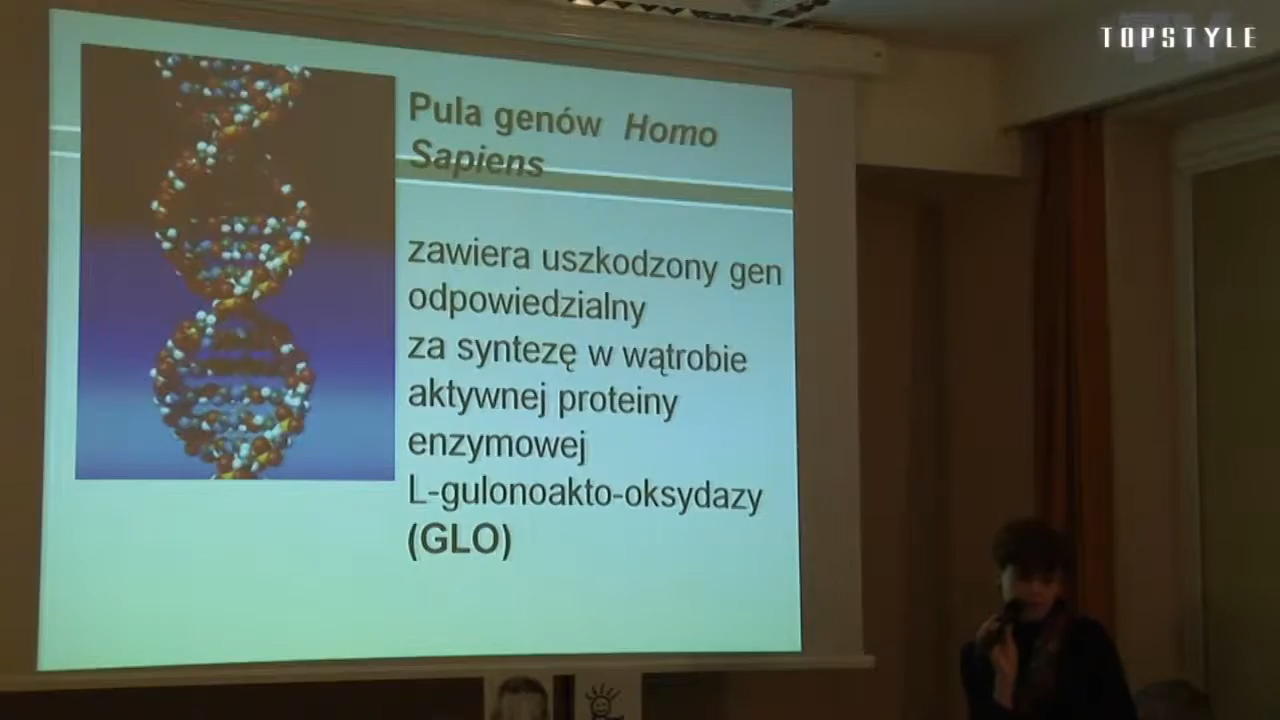 TOPSTYLE
Pula genów Homo
Sapiens
zawiera uszkodzony gen
odpowiedzialny
za syntezę w wątrobie
aktywnej proteiny
enzymowej
L-gulonoakto-oksydazy
(GLO)